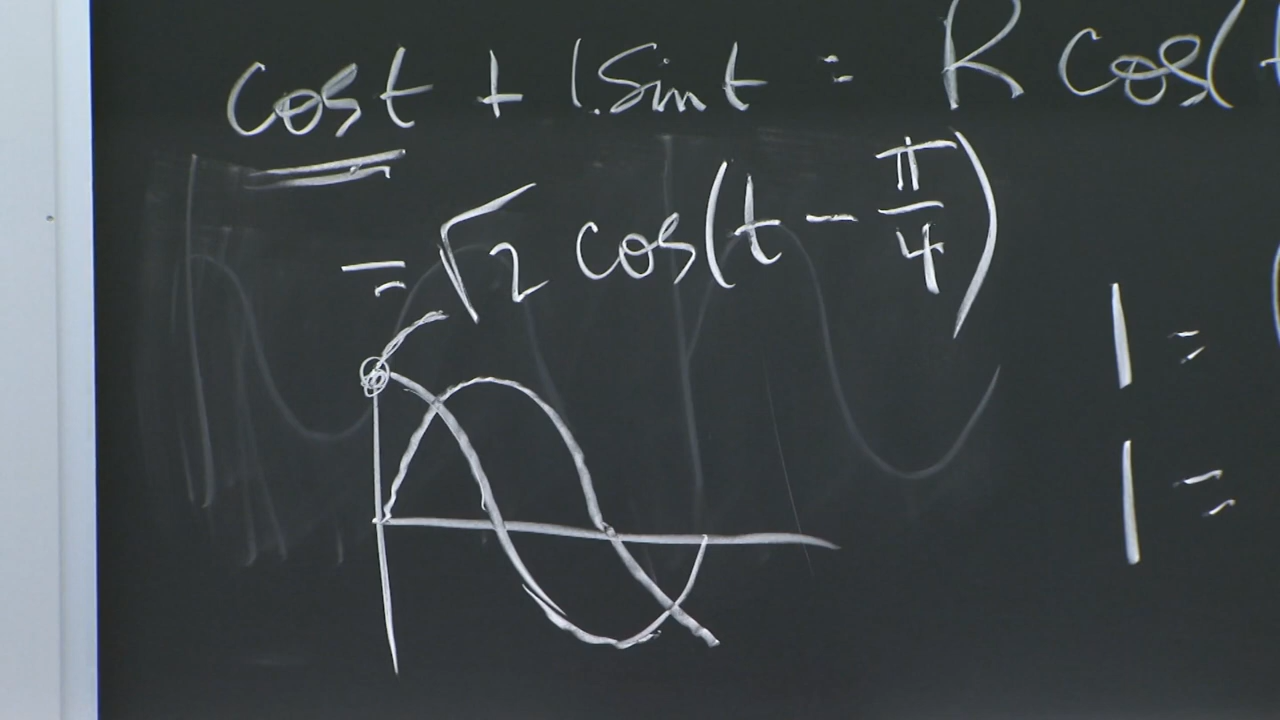 cos t + 1.sin t = R cos(t
= √2 cos(t − π/4)
1 =
1 =